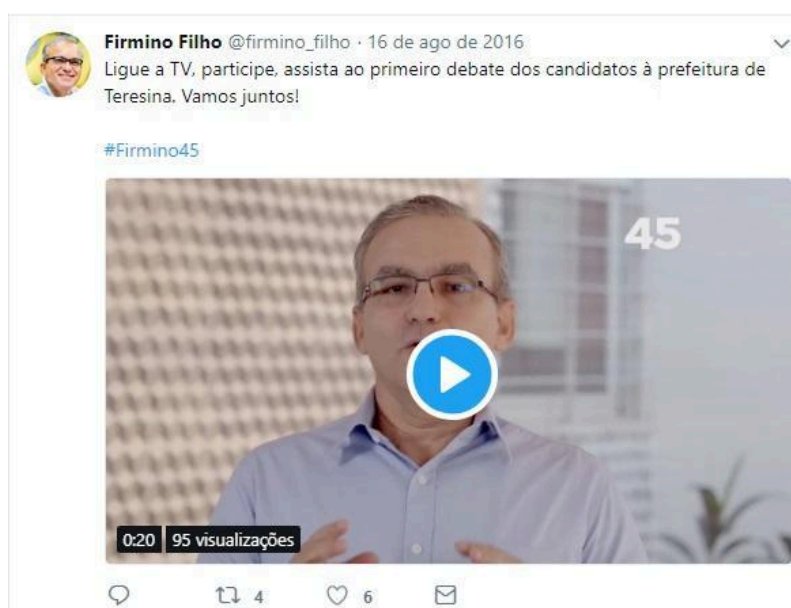 Firmino Filho @firmino_filho · 16 de ago de 2016
Ligue a TV, participe, assista ao primeiro debate dos candidatos à prefeitura de
Teresina. Vamos juntos!
#Firmino45
45
0:20 95 visualizações
4 6